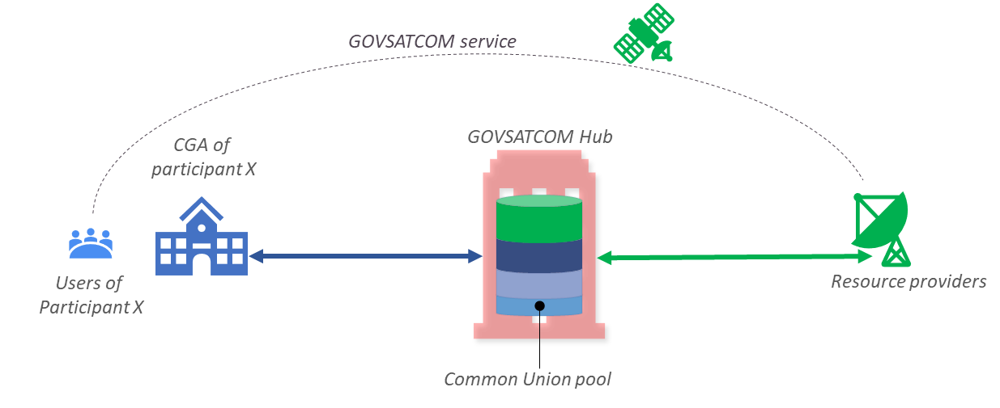 GOVSATCOM service
GOVSATCOM Hub
CGA of
participant X
Users of
Participant X
Resource providers
Common Union pool